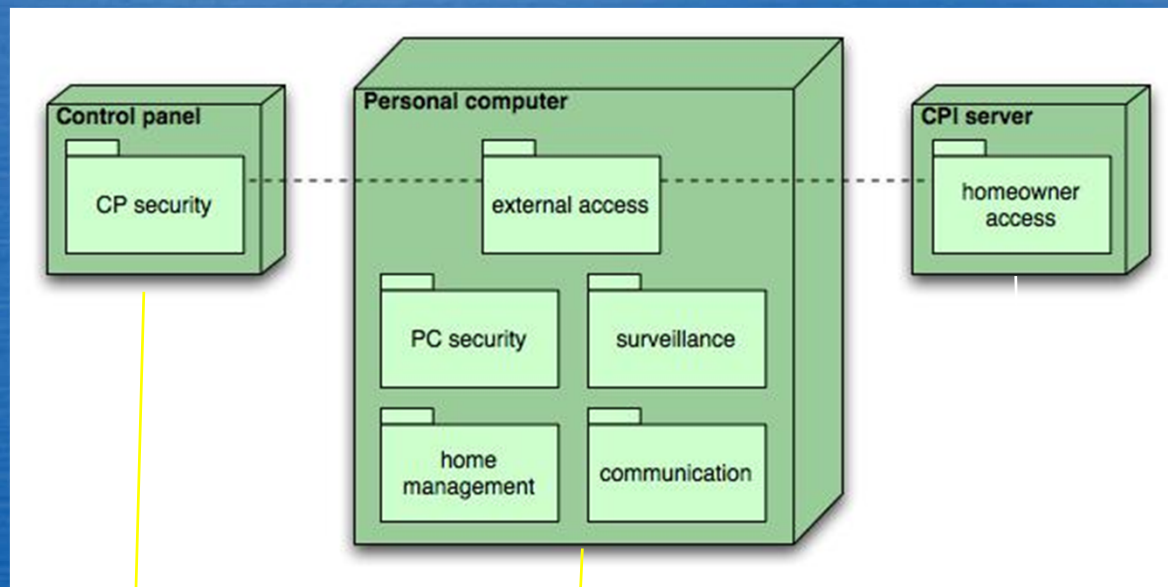 Control panel
CP security
Personal computer
external access
PC security
surveillance
home
management
communication
CPI server
homeowner
access